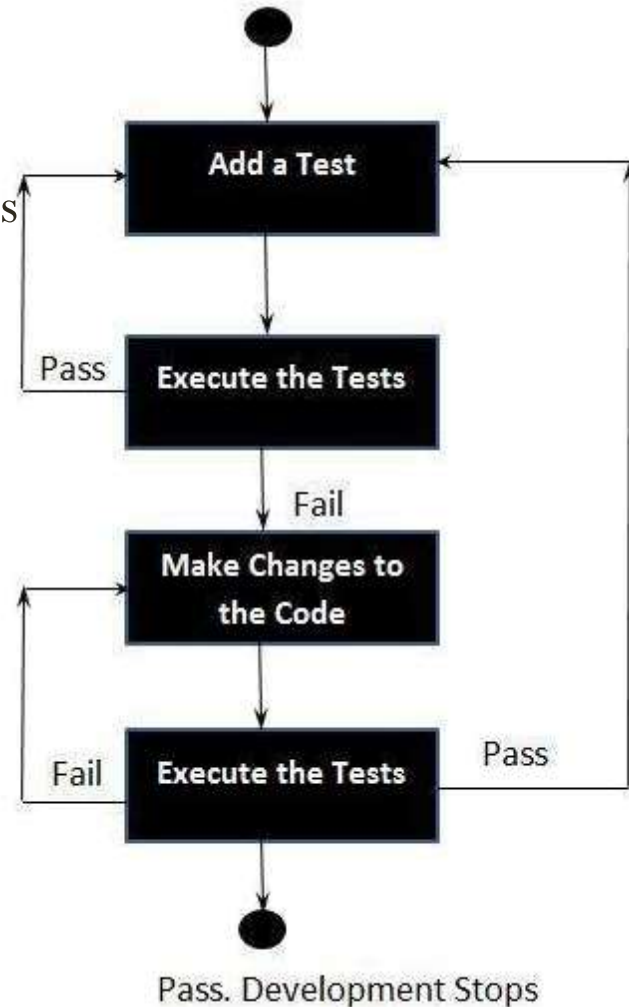 Add a Test
s
Pass
Execute the Tests
Fail
Make Changes to
the Code
Fail
Execute the Tests
Pass
Pass. Development Stops